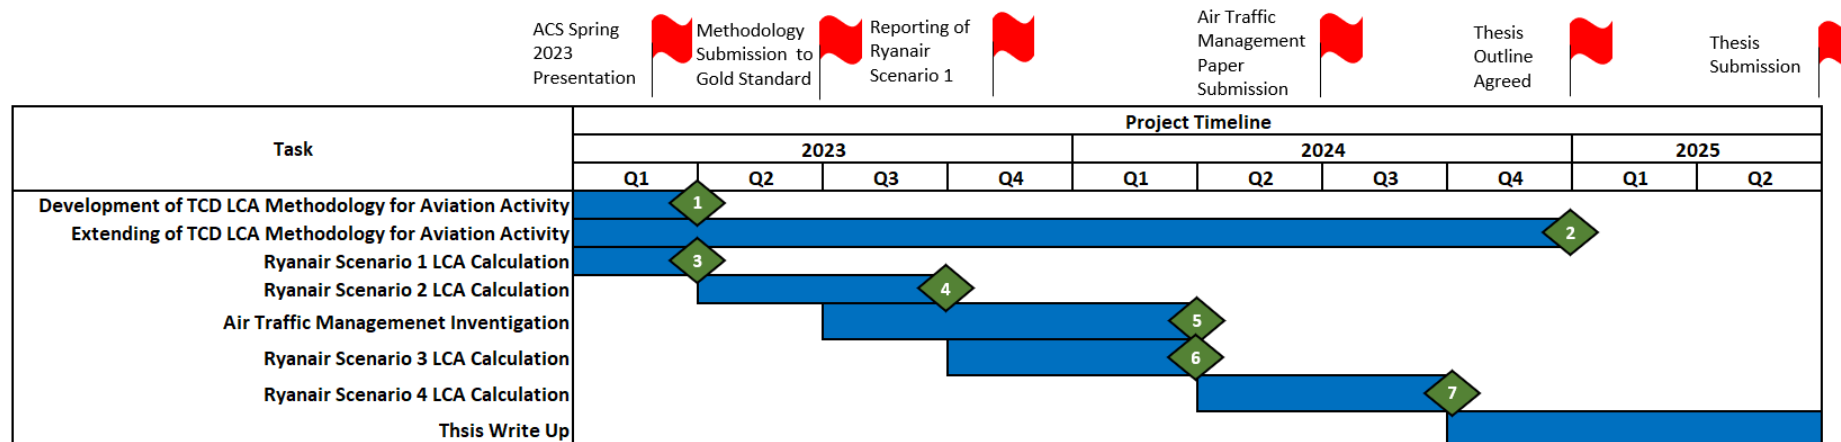 ACS Spring
2023
Presentation
Methodology
Submission to
Gold Standard
Reporting of
Ryanair
Scenario 1
Air Traffic
Management
Paper
Submission
Thesis
Outline
Agreed
Thesis
Submission
Task
Project Timeline
2023 2024 2025
Q1 Q2 Q3 Q4 Q1 Q2 Q3 Q4 Q1 Q2
Development of TCD LCA Methodology for Aviation Activity 1
Extending of TCD LCA Methodology for Aviation Activity 2
Ryanair Scenario 1 LCA Calculation 3
Ryanair Scenario 2 LCA Calculation 4
Air Traffic Managemenet Inventigation 5
Ryanair Scenario 3 LCA Calculation 6
Ryanair Scenario 4 LCA Calculation 7
Thsis Write Up